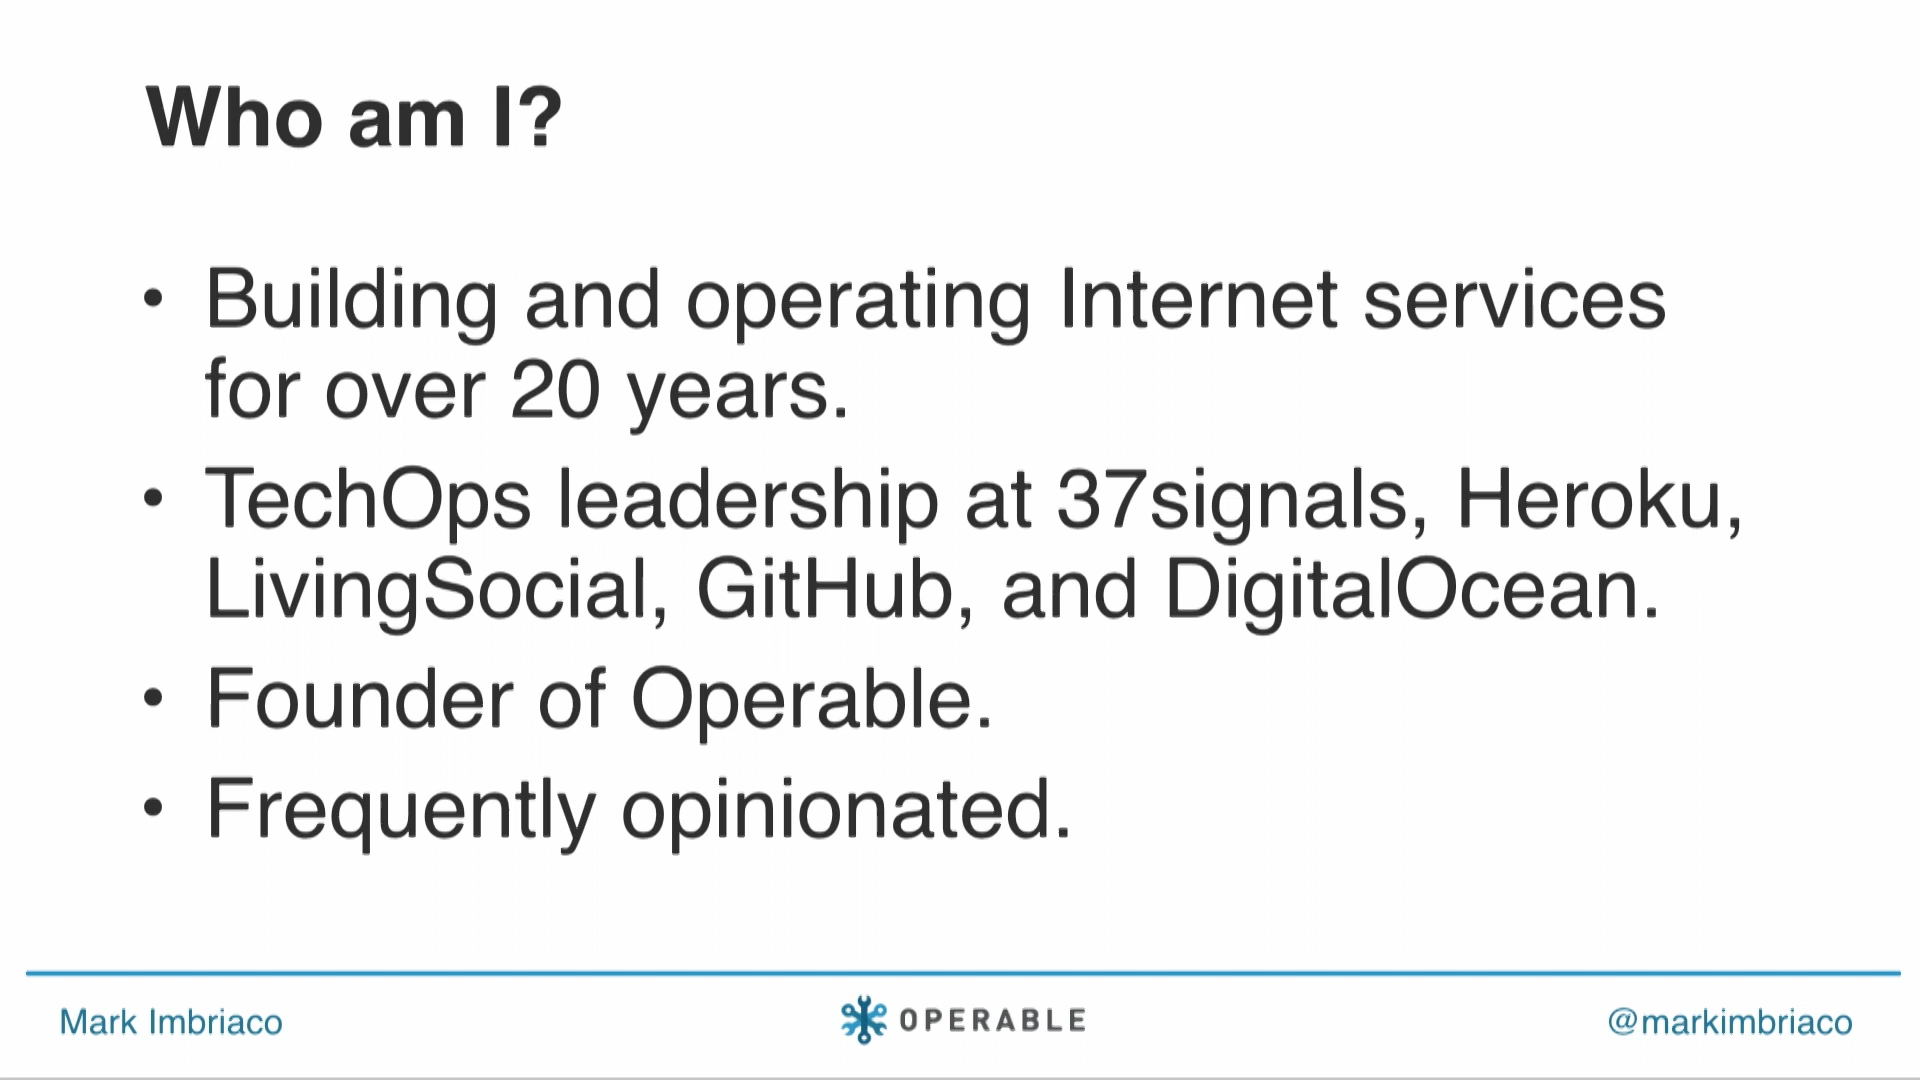 Who am I?
• Building and operating Internet services
for over 20 years.
• TechOps leadership at 37signals, Heroku,
LivingSocial, GitHub, and DigitalOcean.
• Founder of Operable.
• Frequently opinionated.
Mark Imbriaco
OPERABLE
@markimbriaco